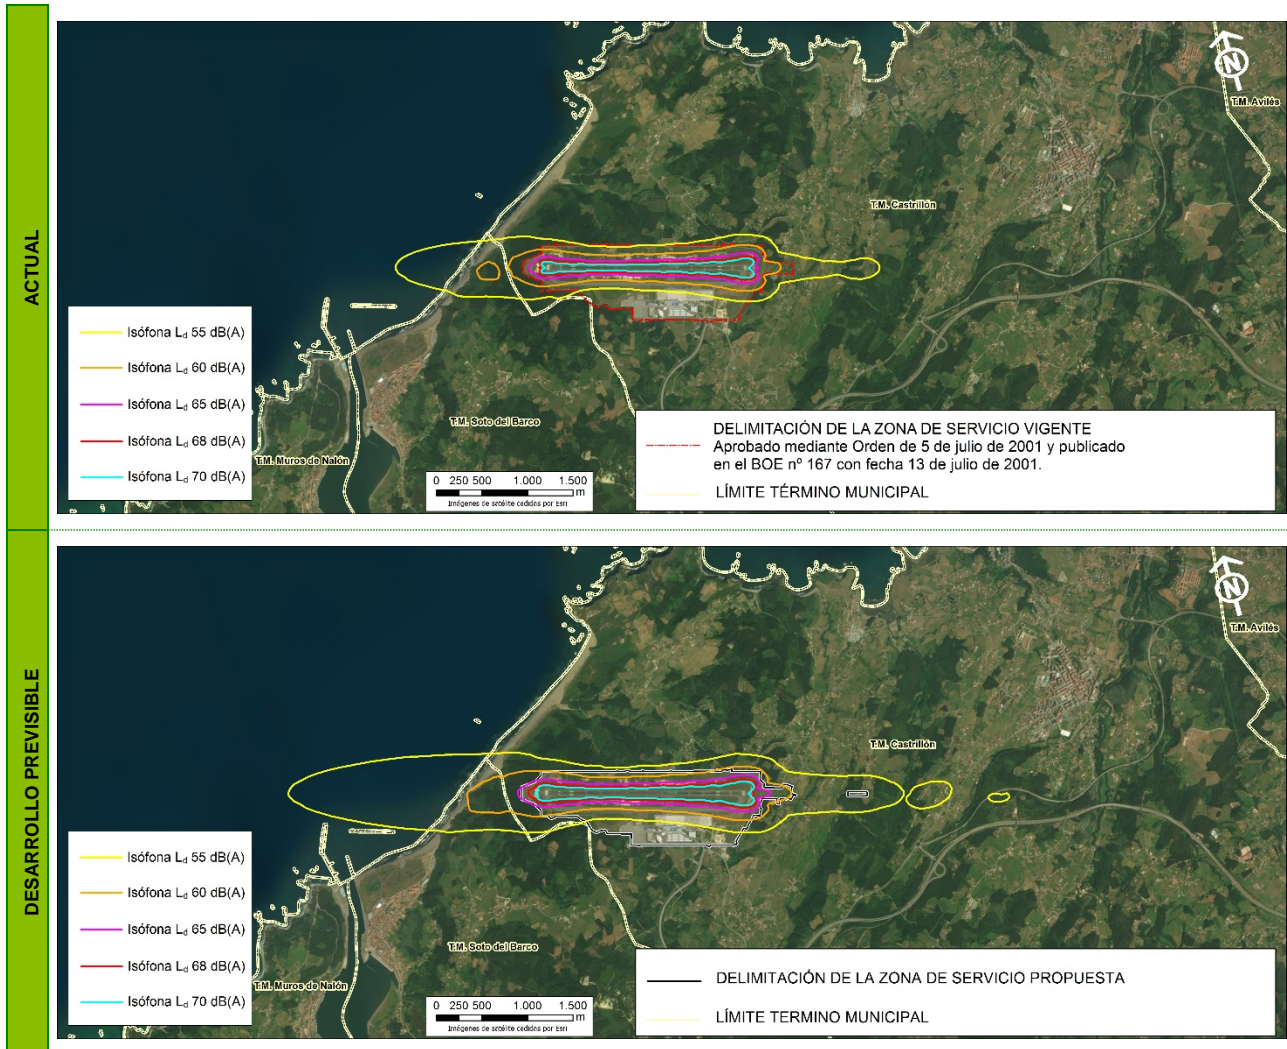 ACTUAL
N
T.M. Avilés
T.M. Castrillón
T.M. Soto del Barco
T.M. Muros de Nalón
Isófona Ld 55 dB(A)
Isófona Ld 60 dB(A)
Isófona Ld 65 dB(A)
Isófona Ld 68 dB(A)
Isófona Ld 70 dB(A)
0 250 500 1.000 1.500
m
Imágenes de satélite cedidas por Esri
DELIMITACIÓN DE LA ZONA DE SERVICIO VIGENTE
Aprobado mediante Orden de 5 de julio de 2001 y publicado
en el BOE nº 167 con fecha 13 de julio de 2001.
LÍMITE TÉRMINO MUNICIPAL
DESARROLLO PREVISIBLE
N
T.M. Avilés
T.M. Castrillón
T.M. Soto del Barco
T.M. Muros de Nalón
Isófona Ld 55 dB(A)
Isófona Ld 60 dB(A)
Isófona Ld 65 dB(A)
Isófona Ld 68 dB(A)
Isófona Ld 70 dB(A)
0 250 500 1.000 1.500
m
Imágenes de satélite cedidas por Esri
DELIMITACIÓN DE LA ZONA DE SERVICIO PROPUESTA
LÍMITE TERMINO MUNICIPAL